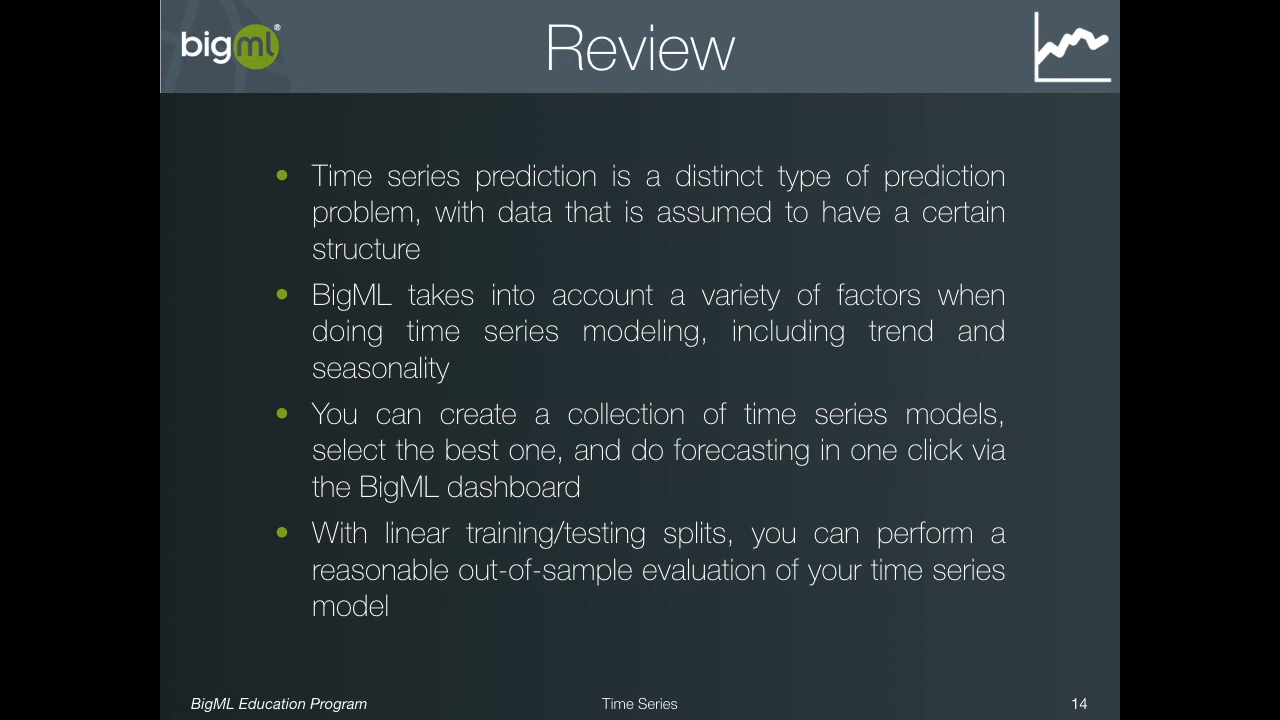 bigml®
Review
• Time series prediction is a distinct type of prediction
problem, with data that is assumed to have a certain
structure
• BigML takes into account a variety of factors when
doing time series modeling, including trend and
seasonality
• You can create a collection of time series models,
select the best one, and do forecasting in one click via
the BigML dashboard
• With linear training/testing splits, you can perform a
reasonable out-of-sample evaluation of your time series
model
BigML Education Program
Time Series
14